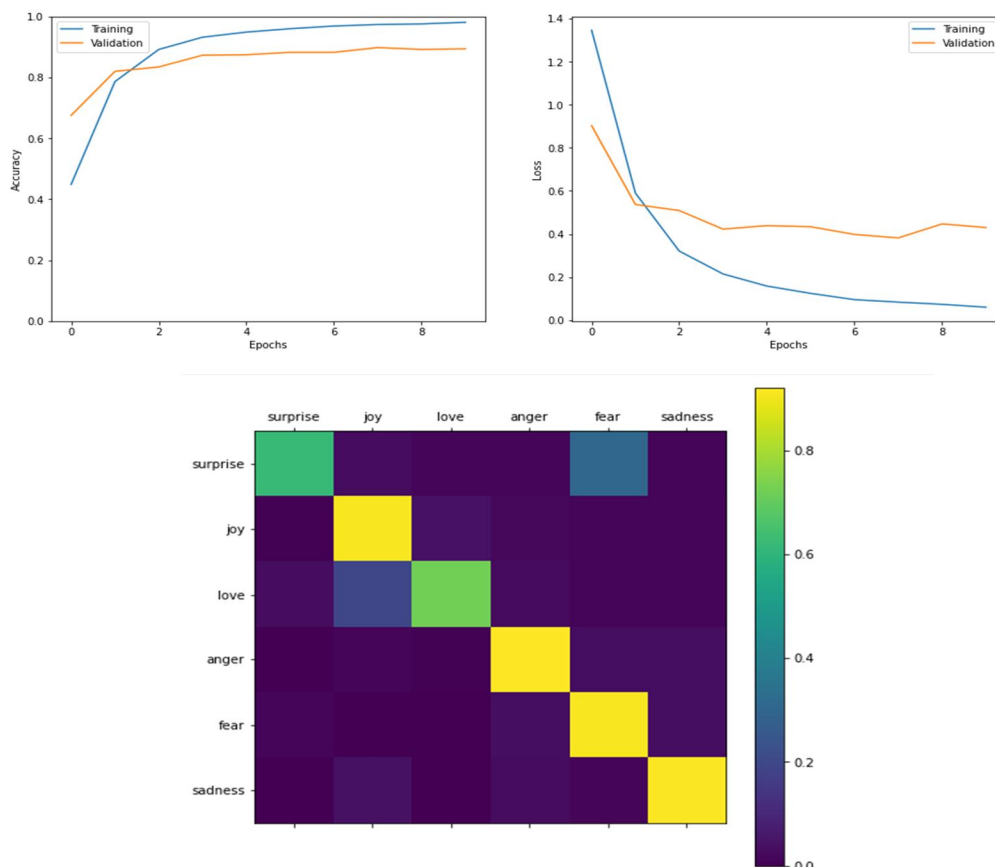 1.0
0.8
0.6
0.4
0.2
0.0
Accuracy
Training
Validation
0 2 4 6 8
Epochs
1.4
1.2
1.0
0.8
0.6
0.4
0.2
0.0
Loss
Training
Validation
0 2 4 6 8
Epochs
surprise joy love anger fear sadness
surprise
joy
love
anger
fear
sadness
0.8
0.6
0.4
0.2
0.0